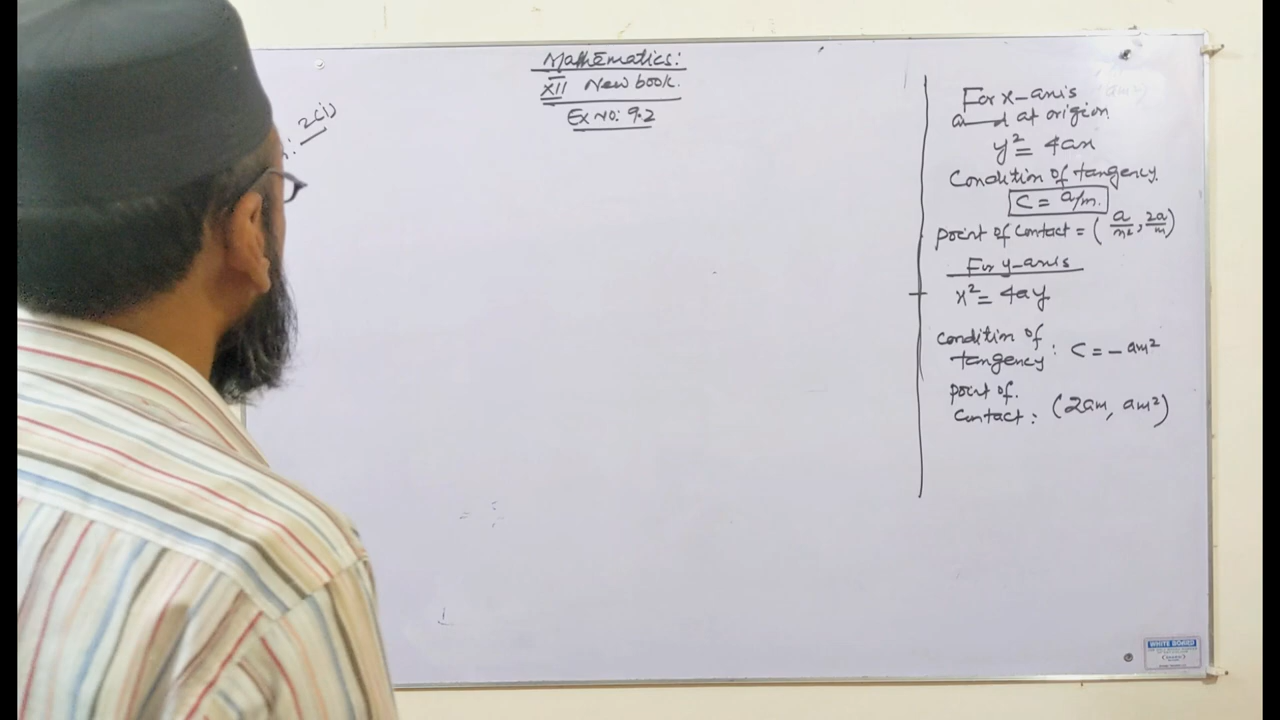 Mathematics:
XII New book.
Ex NO: 9.2
: 2(i)
For x-axis
and at origion
y² = 4ax
Condition of tangency.
C = a/m.
point of Contact = (a/m², 2a/m)
For y-axis
x² = 4ay
Condition of
tangency: C = - am²
point of.
Contact: (2am, am²)
WHITE BOARD